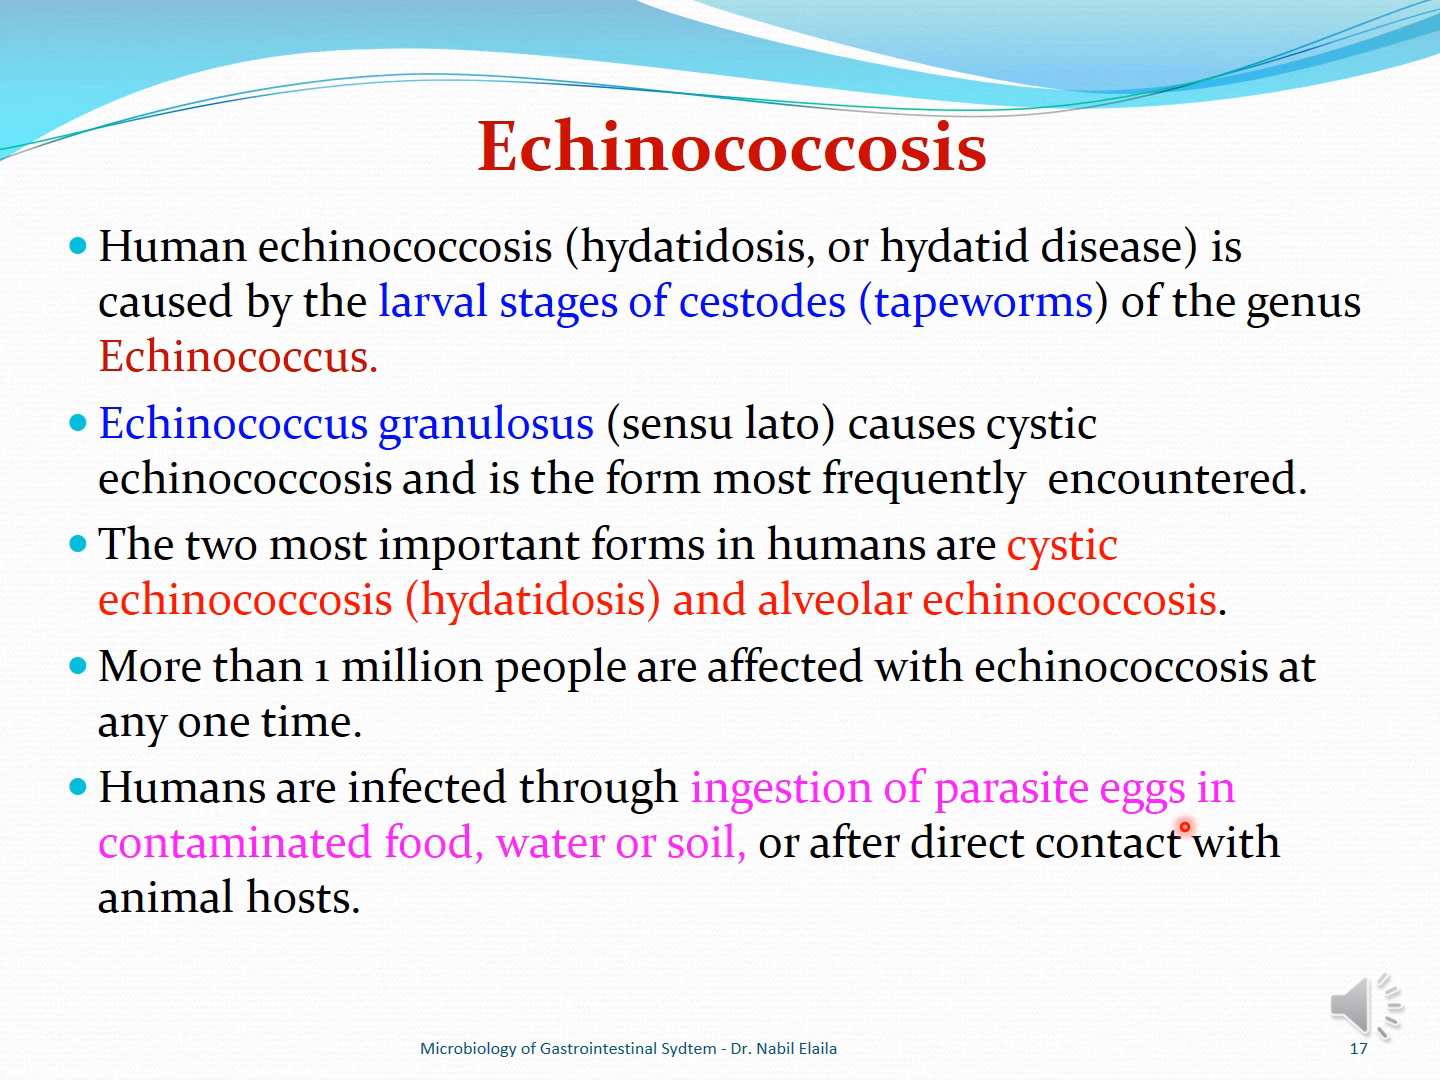 Echinococcosis
• Human echinococcosis (hydatidosis, or hydatid disease) is
caused by the larval stages of cestodes (tapeworms) of the genus
Echinococcus.
• Echinococcus granulosus (sensu lato) causes cystic
echinococcosis and is the form most frequently  encountered.
• The two most important forms in humans are cystic
echinococcosis (hydatidosis) and alveolar echinococcosis.
• More than 1 million people are affected with echinococcosis at
any one time.
• Humans are infected through ingestion of parasite eggs in
contaminated food, water or soil, or after direct contact with
animal hosts.
Microbiology of Gastrointestinal Sydtem - Dr. Nabil Elaila
17